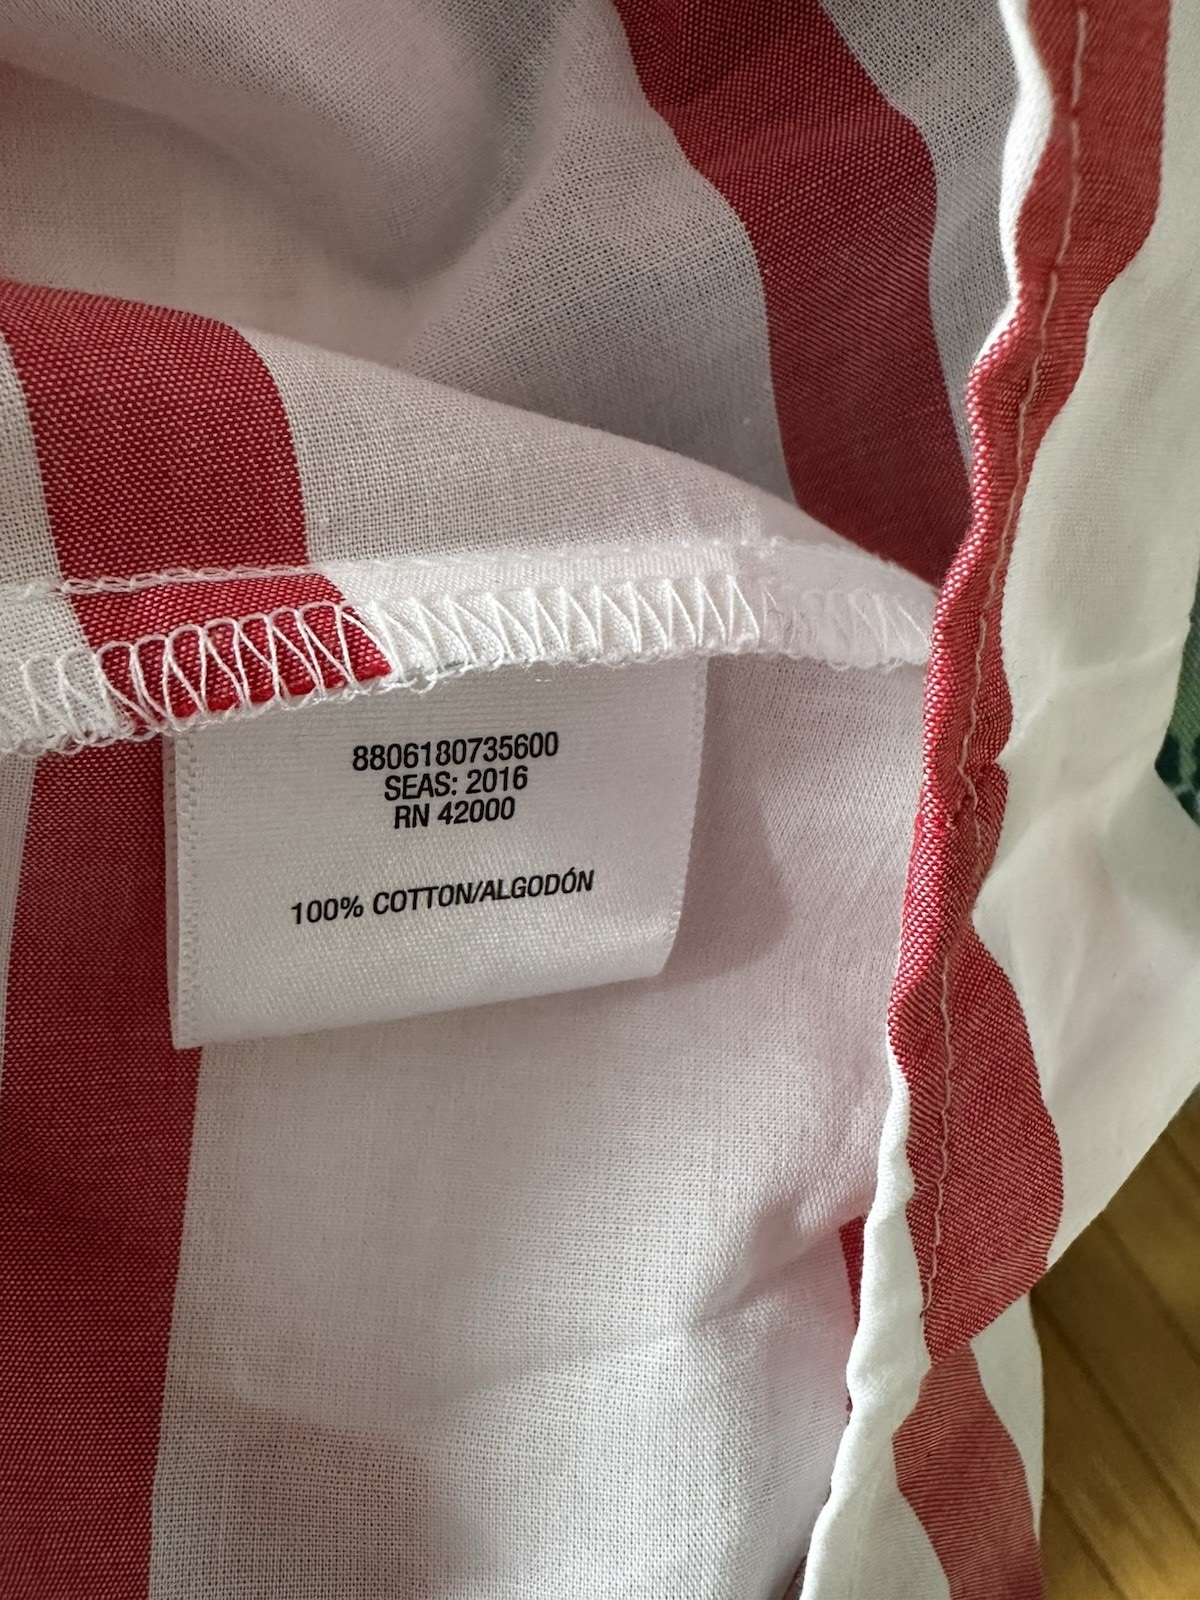 8806180735600
SEAS: 2016
RN 42000
100% COTTON/ALGODÓN